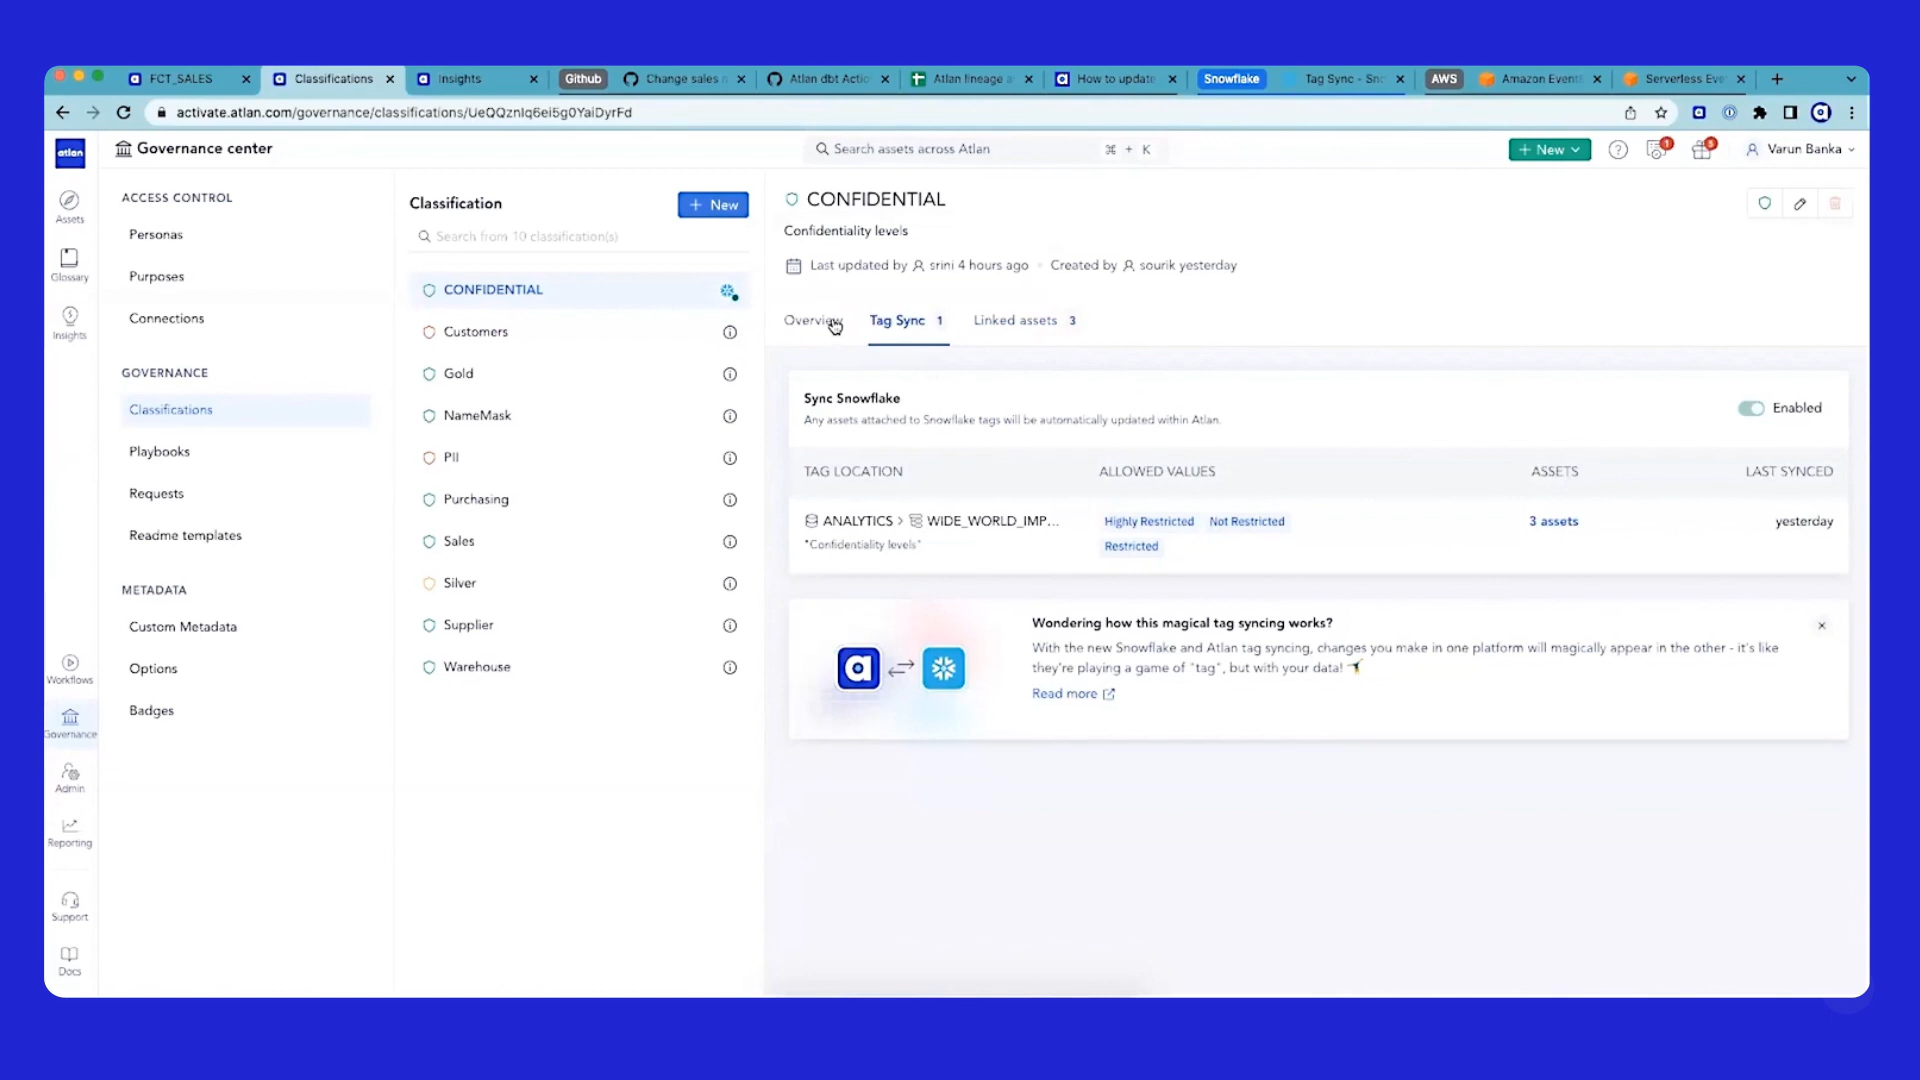 FCT_SALES
Classifications
Insights
Github
Change sales
Atlan dbt Actio
Atlan lineage a
How to update
Snowflake
Tag Sync - Sno
AWS
Amazon Event
Serverless Eve
activate.atlan.com/governance/classifications/UeQQznIq6ei5g0YaiDyrFd
atlan
Governance center
Search assets across Atlan
⌘ + K
+ New
Varun Banka
Assets
Glossary
Insights
Workflows
Governance
Admin
Reporting
Support
Docs
ACCESS CONTROL
Personas
Purposes
Connections
GOVERNANCE
Classifications
Playbooks
Requests
Readme templates
METADATA
Custom Metadata
Options
Badges
Classification
+ New
Search from 10 classification(s)
CONFIDENTIAL
Customers
Gold
NameMask
PII
Purchasing
Sales
Silver
Supplier
Warehouse
CONFIDENTIAL
Confidentiality levels
Last updated by srini 4 hours ago • Created by sourik yesterday
Overview Tag Sync 1 Linked assets 3
Sync Snowflake
Any assets attached to Snowflake tags will be automatically updated within Atlan.
Enabled
TAG LOCATION ALLOWED VALUES ASSETS LAST SYNCED
ANALYTICS > WIDE_WORLD_IMP... Highly Restricted Not Restricted 3 assets yesterday
"Confidentiality levels" Restricted
Wondering how this magical tag syncing works?
With the new Snowflake and Atlan tag syncing, changes you make in one platform will magically appear in the other - it's like
they're playing a game of "tag", but with your data!
Read more